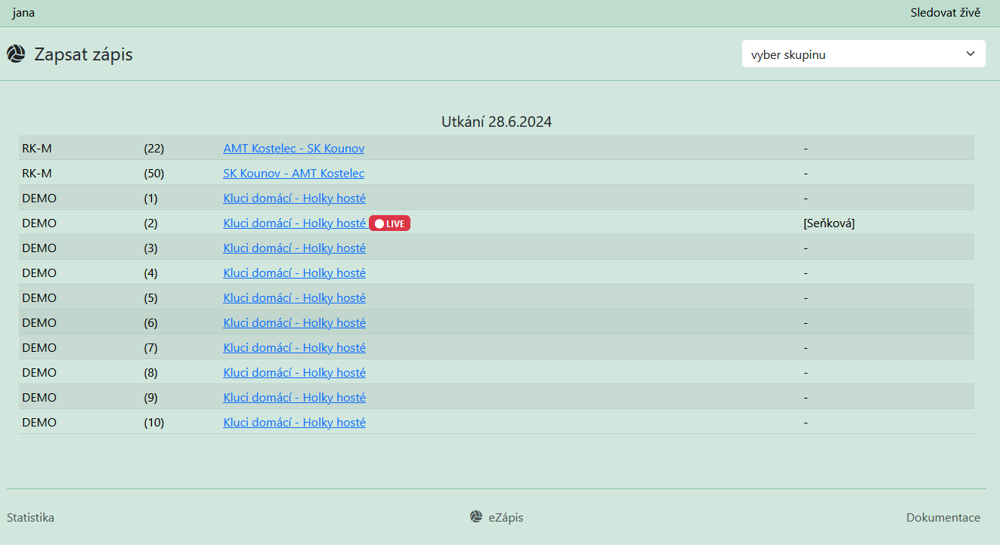 jana Sledovat živě
Zapsat zápis vyber skupinu
Utkání 28.6.2024
RK-M (22) AMT Kostelec - SK Kounov -
RK-M (50) SK Kounov - AMT Kostelec -
DEMO (1) Kluci domácí - Holky hosté -
DEMO (2) Kluci domácí - Holky hosté LIVE [Seňková]
DEMO (3) Kluci domácí - Holky hosté -
DEMO (4) Kluci domácí - Holky hosté -
DEMO (5) Kluci domácí - Holky hosté -
DEMO (6) Kluci domácí - Holky hosté -
DEMO (7) Kluci domácí - Holky hosté -
DEMO (8) Kluci domácí - Holky hosté -
DEMO (9) Kluci domácí - Holky hosté -
DEMO (10) Kluci domácí - Holky hosté -
Statistika eZápis Dokumentace